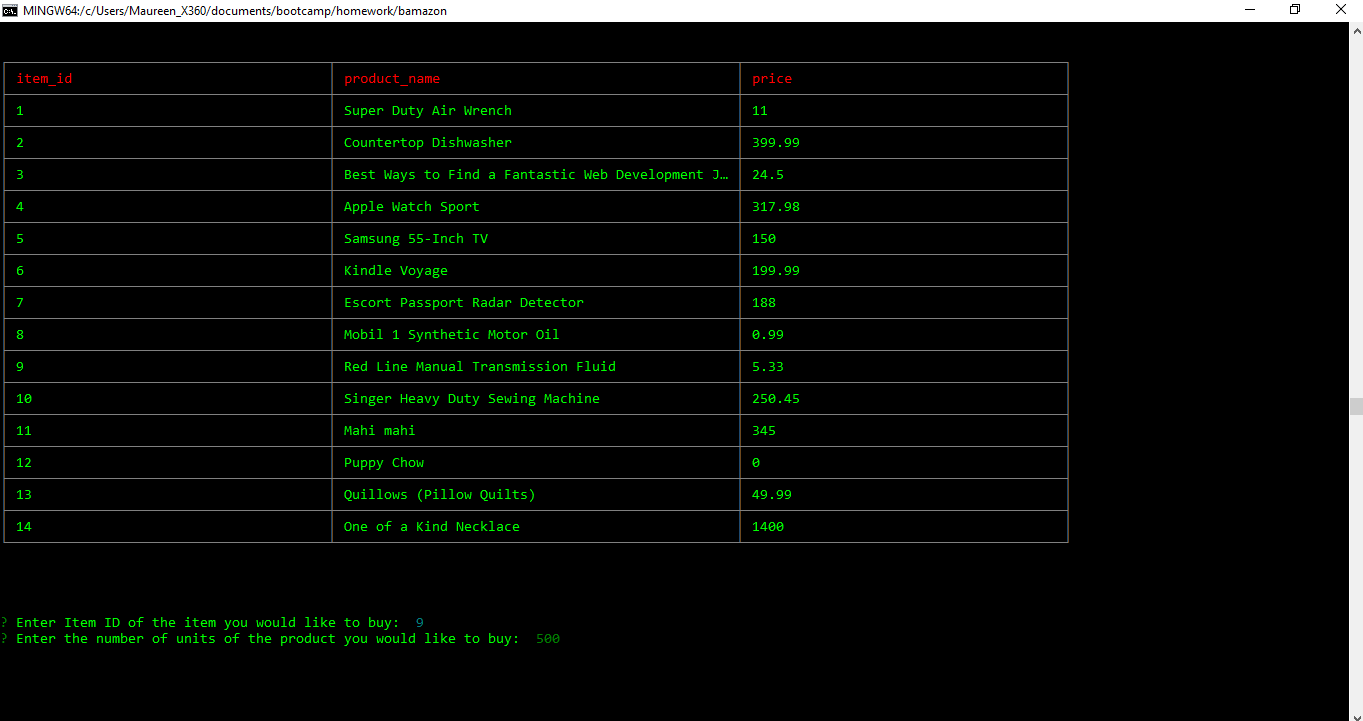 MINGW64:/c/Users/Maureen_X360/documents/bootcamp/homework/bamazon
item_id product_name price
1 Super Duty Air Wrench 11
2 Countertop Dishwasher 399.99
3 Best Ways to Find a Fantastic Web Development J… 24.5
4 Apple Watch Sport 317.98
5 Samsung 55-Inch TV 150
6 Kindle Voyage 199.99
7 Escort Passport Radar Detector 188
8 Mobil 1 Synthetic Motor Oil 0.99
9 Red Line Manual Transmission Fluid 5.33
10 Singer Heavy Duty Sewing Machine 250.45
11 Mahi mahi 345
12 Puppy Chow 0
13 Quillows (Pillow Quilts) 49.99
14 One of a Kind Necklace 1400
? Enter Item ID of the item you would like to buy: 9
? Enter the number of units of the product you would like to buy: 500